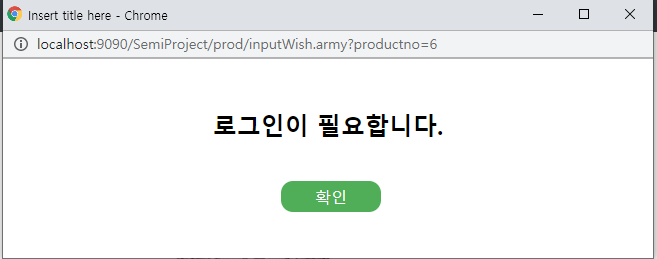 Insert title here - Chrome
localhost:9090/SemiProject/prod/inputWish.army?productno=6
로그인이 필요합니다.
확인